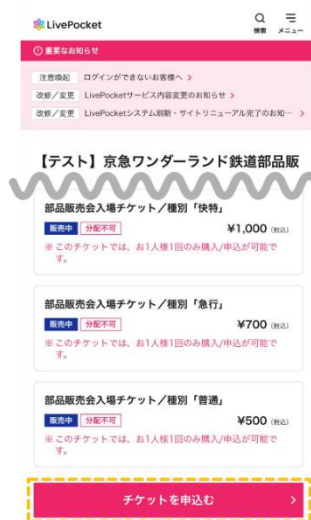 LivePocket
検索 メニュー
重要なお知らせ
注意喚起 ログインができないお客様へ >
改修／変更 LivePocketサービス内容変更のお知らせ >
改修／変更 LivePocketシステム刷新・サイトリニューアル完了のお知… >
【テスト】京急ワンダーランド鉄道部品販
部品販売会入場チケット／種別「快特」
販売中 分配不可 ¥1,000 (税込)
※ このチケットでは、お1人様1回のみ購入/申込が可能で
す。
部品販売会入場チケット／種別「急行」
販売中 分配不可 ¥700 (税込)
※ このチケットでは、お1人様1回のみ購入/申込が可能で
す。
部品販売会入場チケット／種別「普通」
販売中 分配不可 ¥500 (税込)
※ このチケットでは、お1人様1回のみ購入/申込が可能で
す。
チケットを申込む >